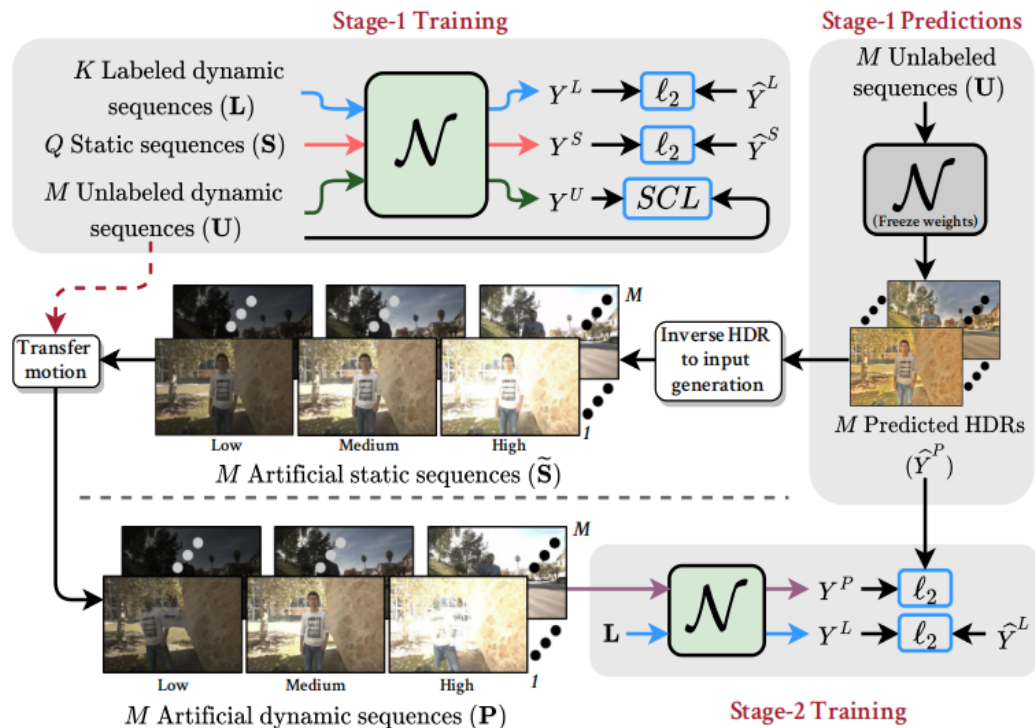 Stage-1 Training
Stage-1 Predictions
K Labeled dynamic
sequences (L)
Q Static sequences (S)
M Unlabeled dynamic
sequences (U)
𝒩
Y^L
ℓ₂
Ŷ^L
Y^S
ℓ₂
Ŷ^S
Y^U
SCL
M Unlabeled
sequences (U)
𝒩
(Freeze weights)
Transfer
motion
M
1
Low
Medium
High
M Artificial static sequences (S̃)
Inverse HDR
to input
generation
M Predicted HDRs
(Ŷ^P)
M
1
Low
Medium
High
M Artificial dynamic sequences (P)
L
𝒩
Y^P
ℓ₂
Y^L
ℓ₂
Ŷ^L
Stage-2 Training